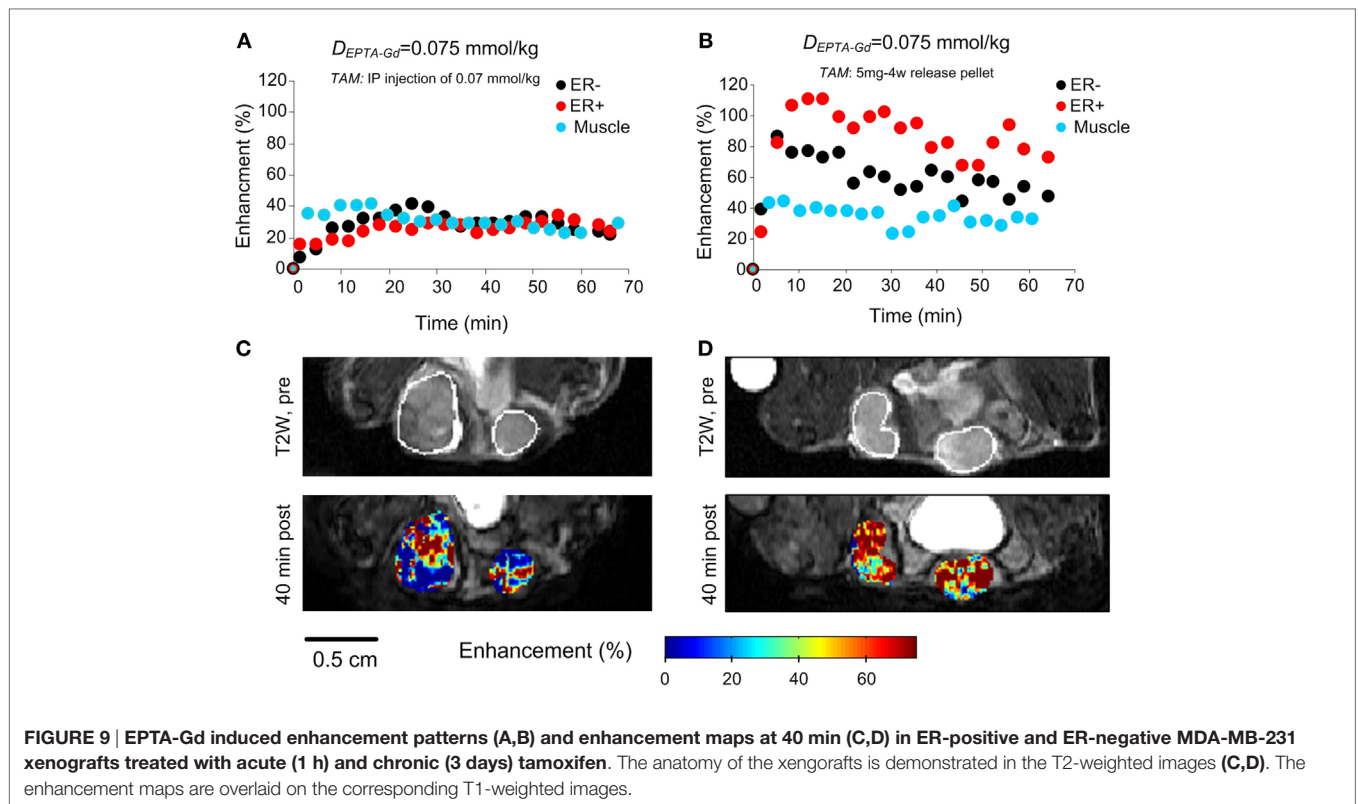 A
D_EPTA-Gd=0.075 mmol/kg
TAM: IP injection of 0.07 mmol/kg
120
100
80
60
40
20
0
Enhancment (%)
ER-
ER+
Muscle
0 10 20 30 40 50 60 70
Time (min)
B
D_EPTA-Gd=0.075 mmol/kg
TAM: 5mg-4w release pellet
120
100
80
60
40
20
0
Enhancement (%)
ER-
ER+
Muscle
0 10 20 30 40 50 60 70
Time (min)
C
T2W, pre
40 min post
D
T2W, pre
40 min post
0.5 cm
Enhancement (%)
0 20 40 60
FIGURE 9 | EPTA-Gd induced enhancement patterns (A,B) and enhancement maps at 40 min (C,D) in ER-positive and ER-negative MDA-MB-231
xenografts treated with acute (1 h) and chronic (3 days) tamoxifen. The anatomy of the xengorafts is demonstrated in the T2-weighted images (C,D). The
enhancement maps are overlaid on the corresponding T1-weighted images.